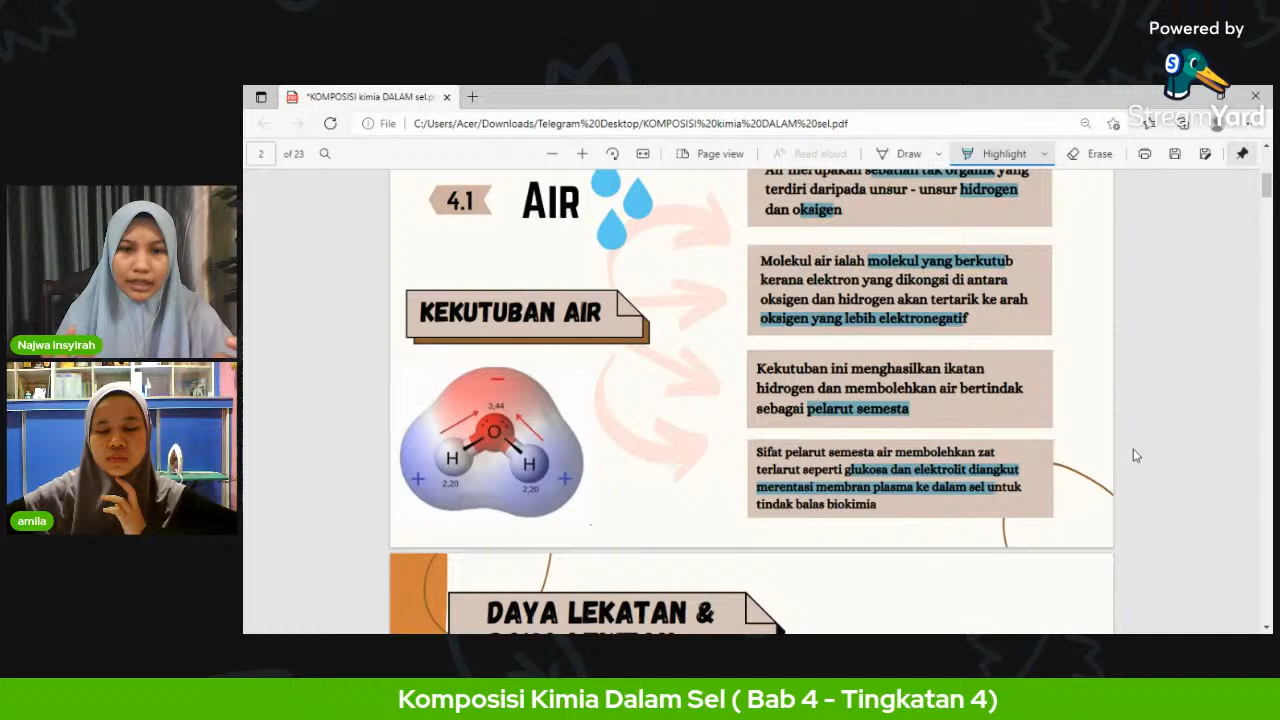 Powered by
StreamYard
*KOMPOSISI kimia DALAM sel.p
File
C:/Users/Acer/Downloads/Telegram%20Desktop/KOMPOSISI%20kimia%20DALAM%20sel.pdf
2
of 23
Page view
Read aloud
Draw
Highlight
Erase
4.1
AIR
Air merupakan sebatian tak organik yang
terdiri daripada unsur - unsur hidrogen
dan oksigen
KEKUTUBAN AIR
Molekul air ialah molekul yang berkutub
kerana elektron yang dikongsi di antara
oksigen dan hidrogen akan tertarik ke arah
oksigen yang lebih elektronegatif
Kekutuban ini menghasilkan ikatan
hidrogen dan membolehkan air bertindak
sebagai pelarut semesta
Sifat pelarut semesta air membolehkan zat
terlarut seperti glukosa dan elektrolit diangkut
merentasi membran plasma ke dalam sel untuk
tindak balas biokimia
−
3,44
O
H
H
+
+
2,20
2,20
DAYA LEKATAN &
Najwa insyirah
amila
Komposisi Kimia Dalam Sel ( Bab 4 - Tingkatan 4)